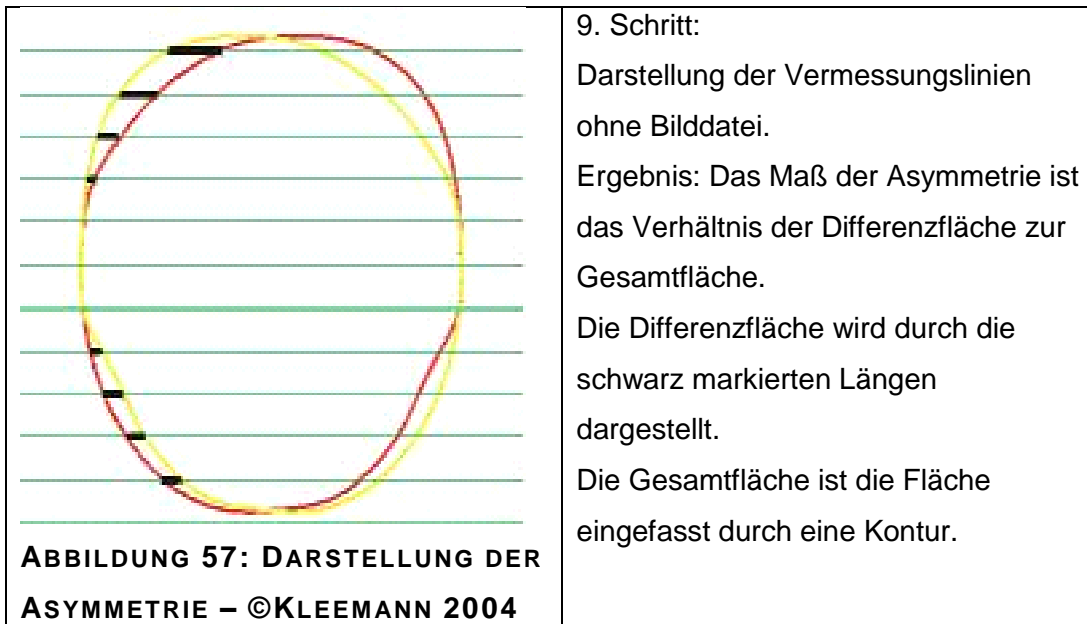 ABBILDUNG 57: DARSTELLUNG DER
ASYMMETRIE – ©KLEEMANN 2004
9. Schritt:
Darstellung der Vermessungslinien
ohne Bilddatei.
Ergebnis: Das Maß der Asymmetrie ist
das Verhältnis der Differenzfläche zur
Gesamtfläche.
Die Differenzfläche wird durch die
schwarz markierten Längen
dargestellt.
Die Gesamtfläche ist die Fläche
eingefasst durch eine Kontur.